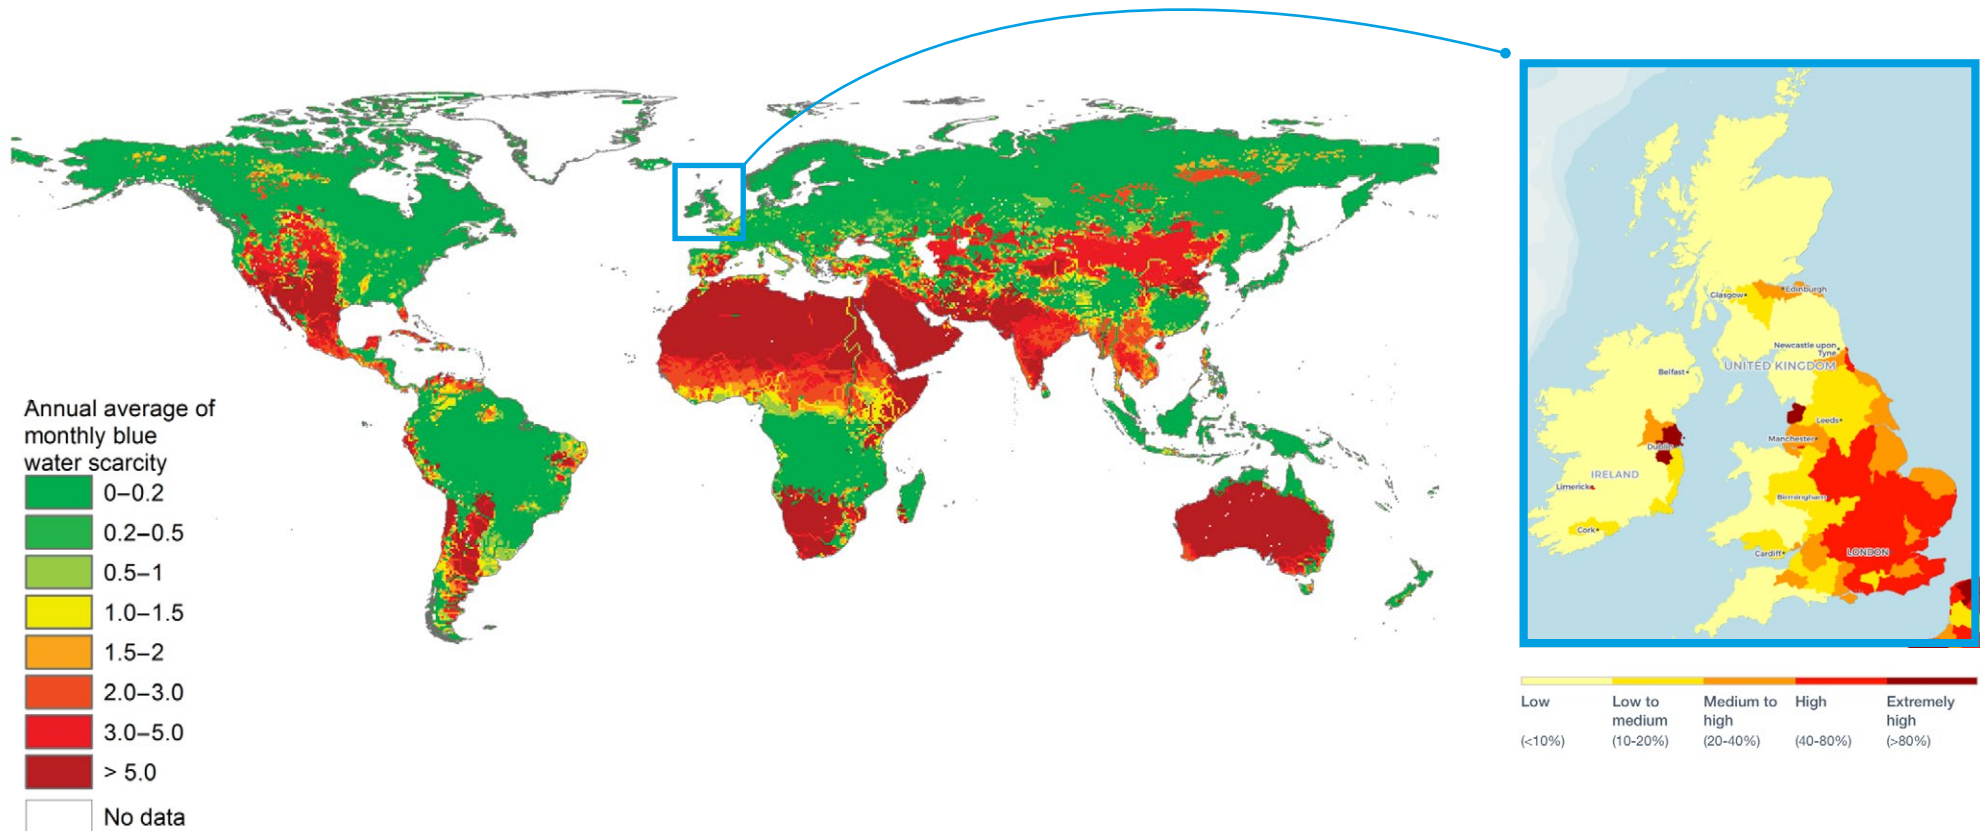 Annual average of
monthly blue
water scarcity
0–0.2
0.2–0.5
0.5–1
1.0–1.5
1.5–2
2.0–3.0
3.0–5.0
> 5.0
No data
Glasgow
Edinburgh
Newcastle upon
Tyne
UNITED KINGDOM
Belfast
Leeds
Manchester
Dublin
IRELAND
Limerick
Birmingham
Cork
Cardiff
LONDON
Low
(<10%)
Low to
medium
(10-20%)
Medium to
high
(20-40%)
High
(40-80%)
Extremely
high
(>80%)